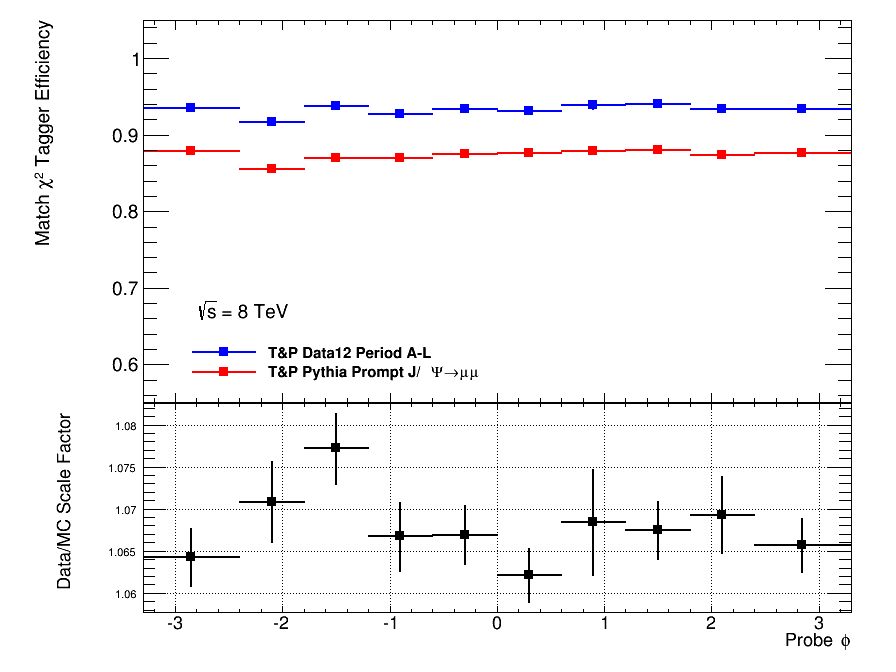 Match χ² Tagger Efficiency
1
0.9
0.8
0.7
0.6
√s = 8 TeV
T&P Data12 Period A-L
T&P Pythia Prompt J/ Ψ→μμ
Data/MC Scale Factor
1.08
1.075
1.07
1.065
1.06
-3 -2 -1 0 1 2 3
Probe ϕ